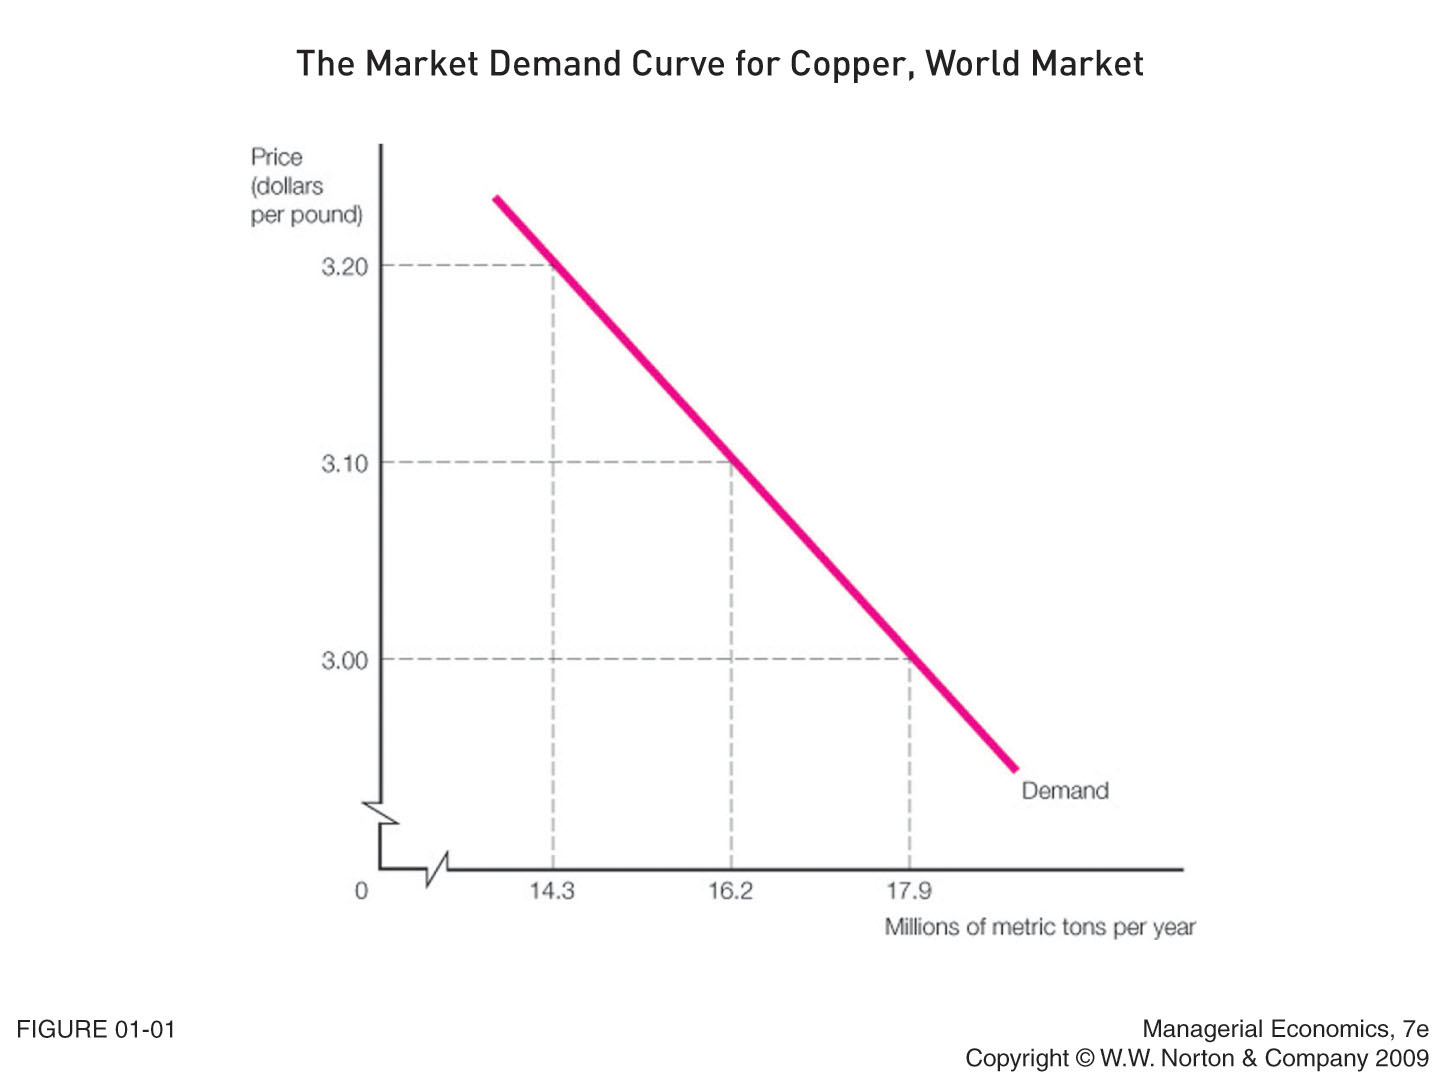 The Market Demand Curve for Copper, World Market
Price
(dollars
per pound)
3.20
3.10
3.00
Demand
0
14.3
16.2
17.9
Millions of metric tons per year
FIGURE 01-01
Managerial Economics, 7e
Copyright © W.W. Norton & Company 2009